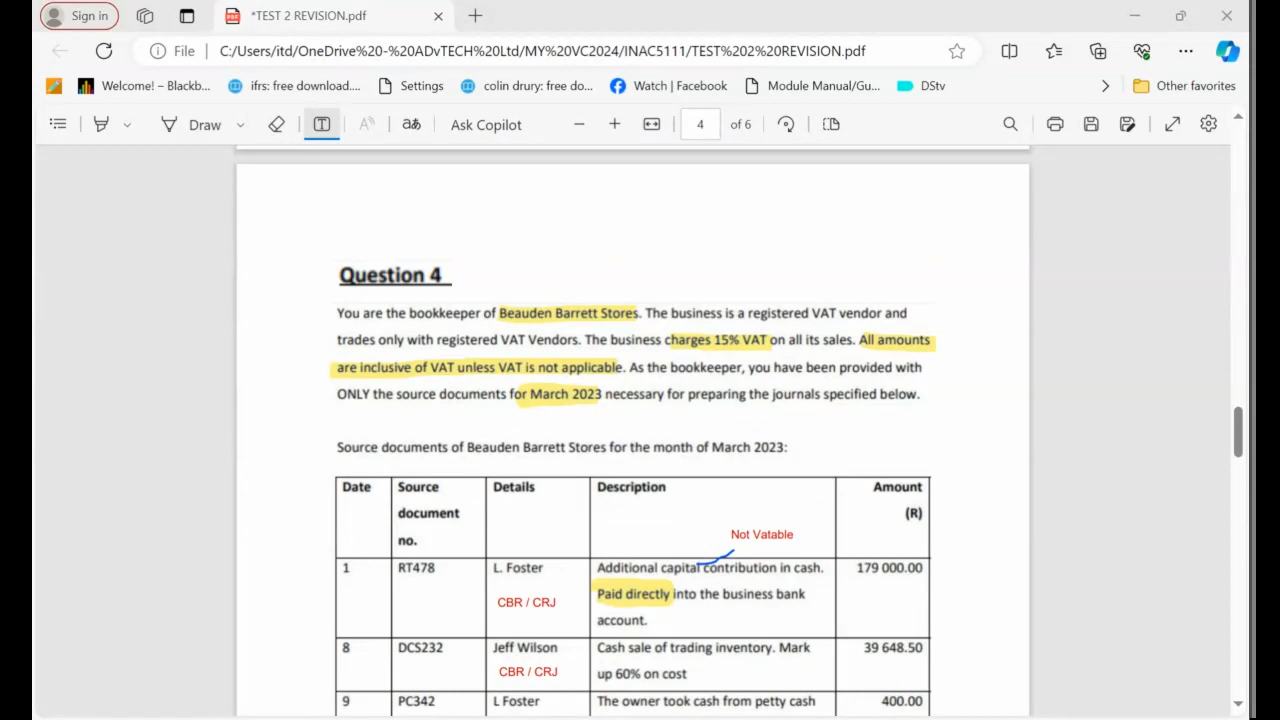 Sign in
*TEST 2 REVISION.pdf
File
C:/Users/itd/OneDrive%20-%20ADvTECH%20Ltd/MY%20VC2024/INAC5111/TEST%202%20REVISION.pdf
Welcome! – Blackb...
ifrs: free download....
Settings
colin drury: free do...
Watch | Facebook
Module Manual/Gu...
DStv
Other favorites
Draw
Ask Copilot
4
of 6
Question 4
You are the bookkeeper of Beauden Barrett Stores. The business is a registered VAT vendor and
trades only with registered VAT Vendors. The business charges 15% VAT on all its sales. All amounts
are inclusive of VAT unless VAT is not applicable. As the bookkeeper, you have been provided with
ONLY the source documents for March 2023 necessary for preparing the journals specified below.
Source documents of Beauden Barrett Stores for the month of March 2023:
Date Source Details Description Amount
document (R)
no.
Not Vatable
1 RT478 L. Foster Additional capital contribution in cash. 179 000.00
CBR / CRJ Paid directly into the business bank
account.
8 DCS232 Jeff Wilson Cash sale of trading inventory. Mark 39 648.50
CBR / CRJ up 60% on cost
9 PC342 L Foster The owner took cash from petty cash 400.00